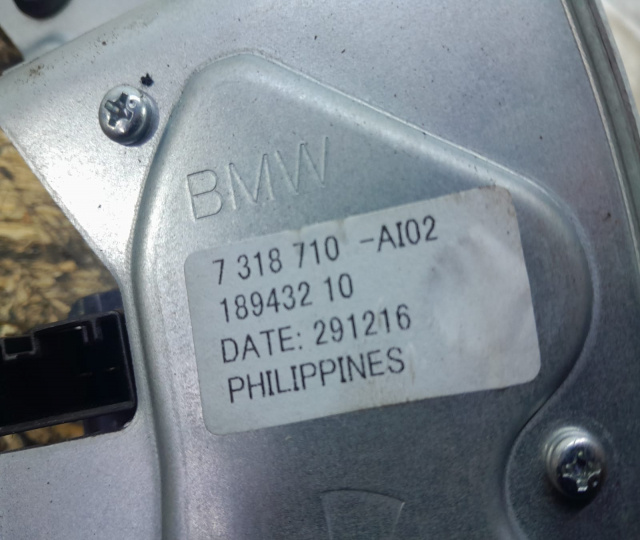 BMW
7 318 710 -AI02
189432 10
DATE: 291216
PHILIPPINES